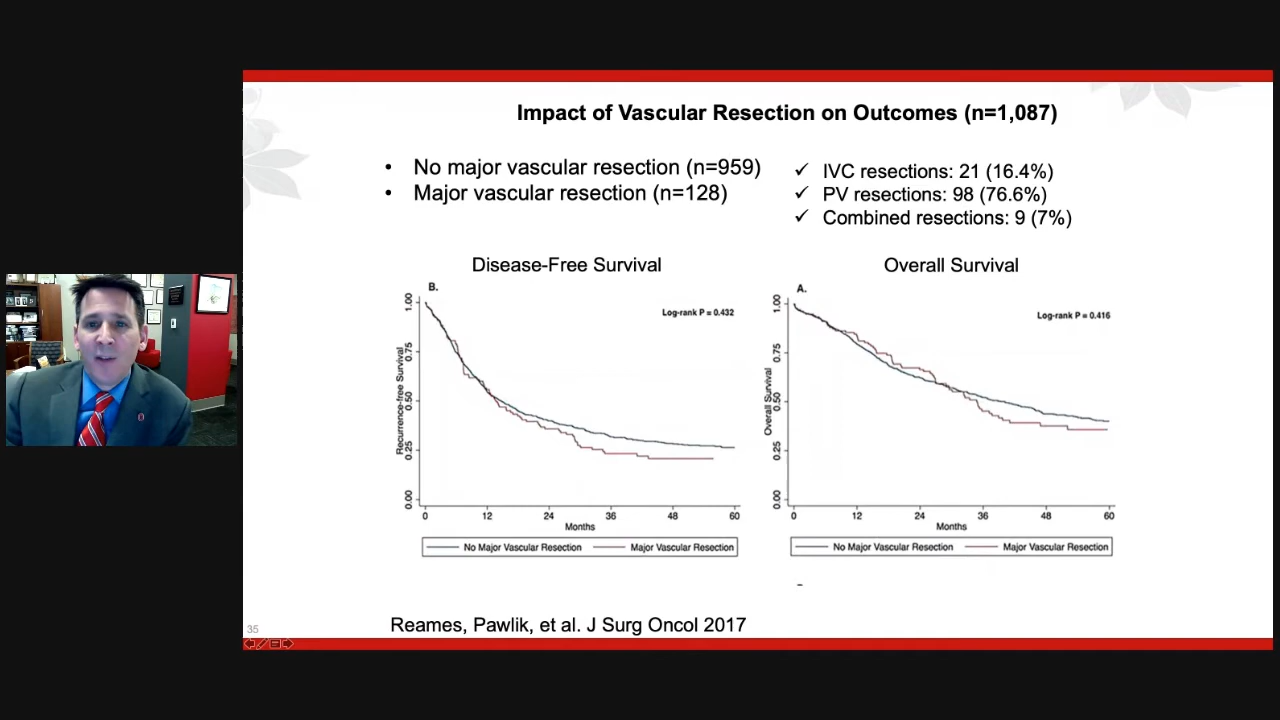 Impact of Vascular Resection on Outcomes (n=1,087)
• No major vascular resection (n=959)
• Major vascular resection (n=128)
✓ IVC resections: 21 (16.4%)
✓ PV resections: 98 (76.6%)
✓ Combined resections: 9 (7%)
Disease-Free Survival
B.
Log-rank P = 0.432
Recurrence-free Survival
1.00
0.75
0.50
0.25
0.00
0 12 24 36 48 60
Months
No Major Vascular Resection Major Vascular Resection
Overall Survival
A.
Log-rank P = 0.416
Overall Survival
1.00
0.75
0.50
0.25
0.00
0 12 24 36 48 60
Months
No Major Vascular Resection Major Vascular Resection
Reames, Pawlik, et al. J Surg Oncol 2017
35